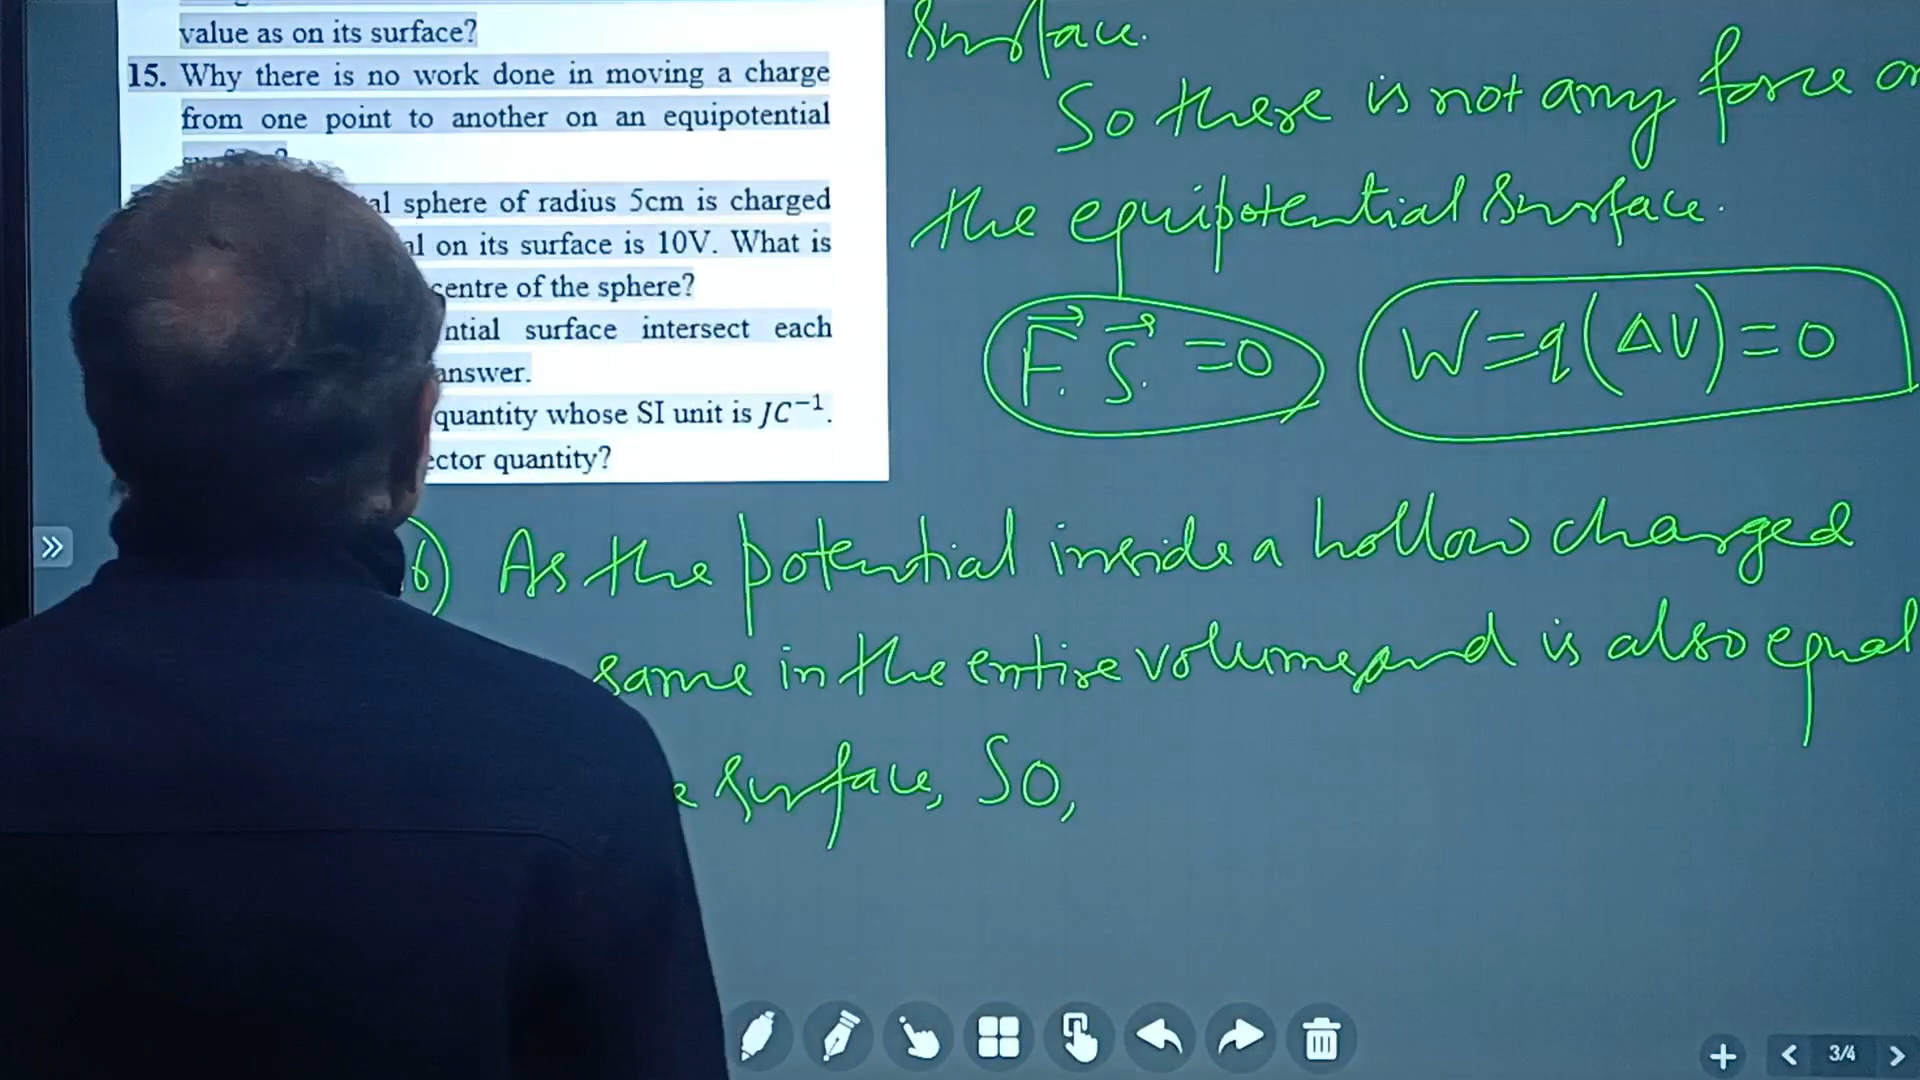 value as on its surface?
15. Why there is no work done in moving a charge
from one point to another on an equipotential
sphere of radius 5cm is charged
on its surface is 10V. What is
centre of the sphere?
surface intersect each
answer.
quantity whose SI unit is JC⁻¹.
quantity?
Surface.
So there is not any force on
the equipotential Surface.
F. S. = 0
W = q(ΔV) = 0
6) As the potential inside a hollow charged
same in the entire volume and is also equal
surface, So,
3/4